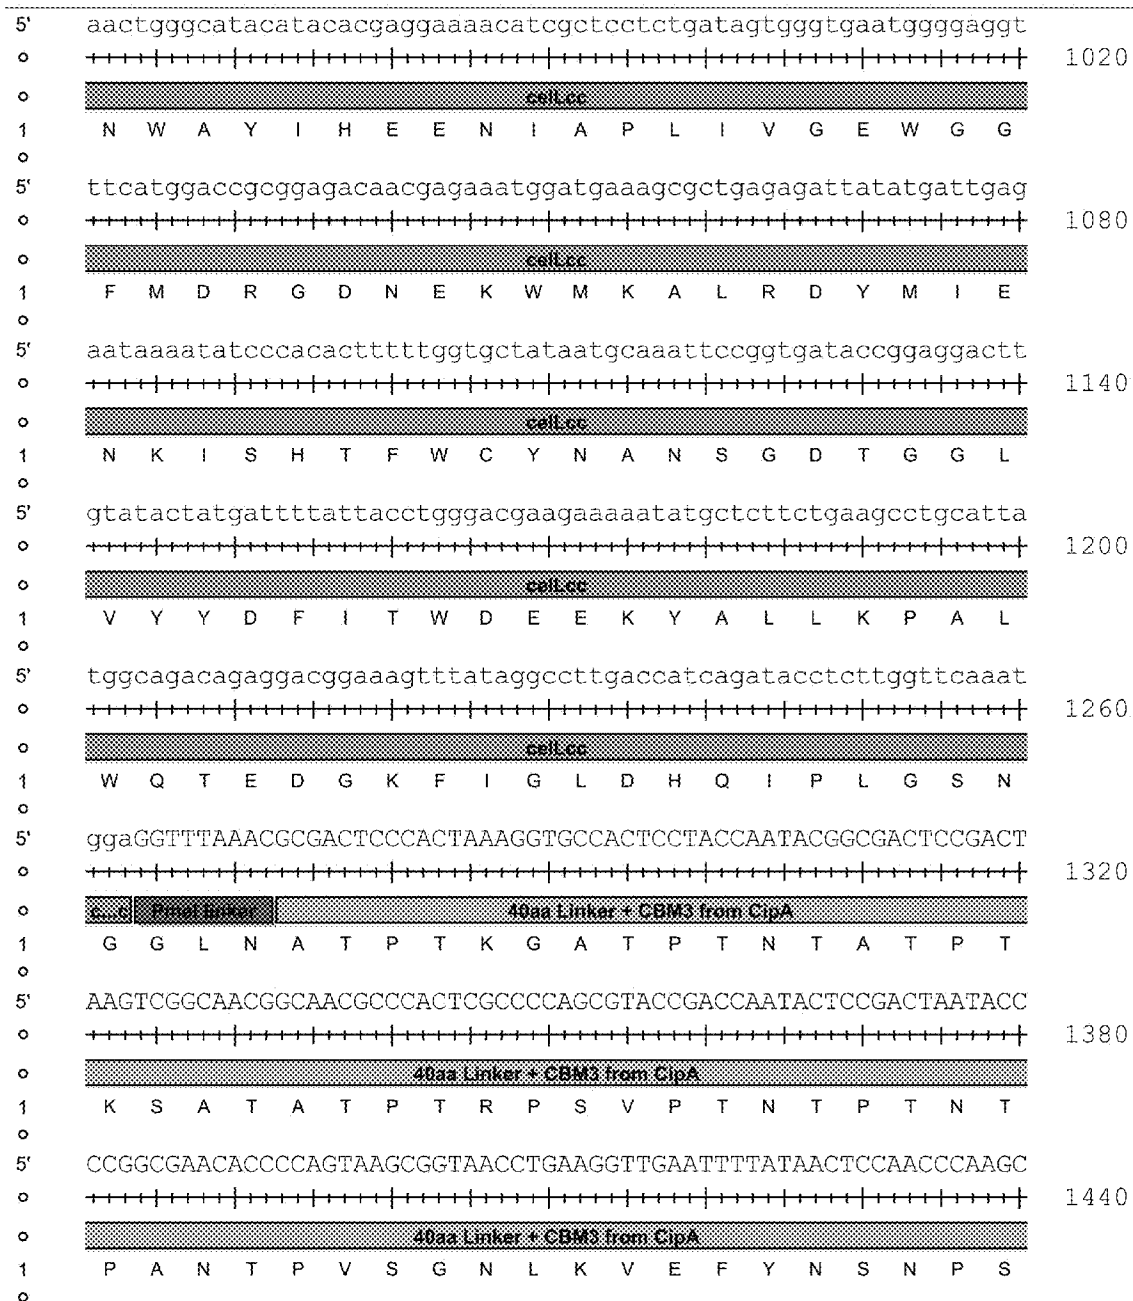 5' aactgggcatacatacacgaggaaaacatcgctcctctgatagtgggtgaatggggaggt
1020
celLcc
1 N W A Y I H E E N I A P L I V G E W G G
5' ttcatggaccgcggagacaacgagaaatggatgaaagcgctgagagattatatgattgag
1080
celLcc
1 F M D R G D N E K W M K A L R D Y M I E
5' aataaaatatcccacactttttggtgctataatgcaaattccggtgataccggaggactt
1140
celLcc
1 N K I S H T F W C Y N A N S G D T G G L
5' gtatactatgattttattacctgggacgaagaaaaatatgctcttctgaagcctgcatta
1200
celLcc
1 V Y Y D F I T W D E E K Y A L L K P A L
5' tggcagacagaggacggaaagtttataggccttgaccatcagatacctcttggttcaaat
1260
celLcc
1 W Q T E D G K F I G L D H Q I P L G S N
5' ggaGGTTTAAACGCGACTCCCACTAAAGGTGCCACTCCTACCAATACGGCGACTCCGACT
1320
c...c PmeI linker 40aa Linker + CBM3 from CipA
1 G G L N A T P T K G A T P T N T A T P T
5' AAGTCGGCAACGGCAACGCCCACTCGCCCCAGCGTACCGACCAATACTCCGACTAATACC
1380
40aa Linker + CBM3 from CipA
1 K S A T A T P T R P S V P T N T P T N T
5' CCGGCGAACACCCCAGTAAGCGGTAACCTGAAGGTTGAATTTTATAACTCCAACCCAAGC
1440
40aa Linker + CBM3 from CipA
1 P A N T P V S G N L K V E F Y N S N P S